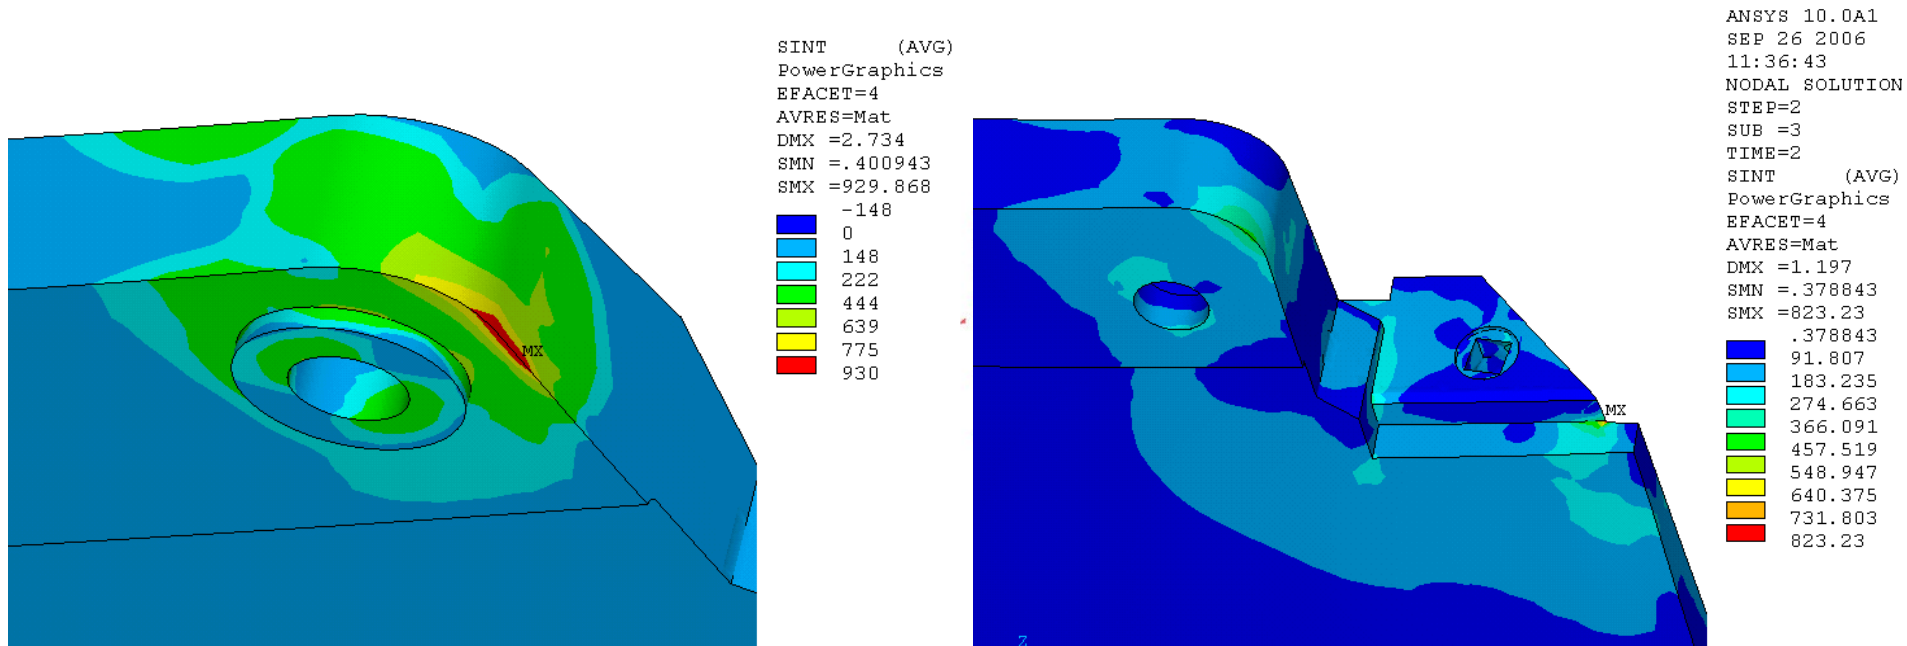 SINT (AVG)
PowerGraphics
EFACET=4
AVRES=Mat
DMX =2.734
SMN =.400943
SMX =929.868
-148
0
148
222
444
639
775
930
MX
ANSYS 10.0A1
SEP 26 2006
11:36:43
NODAL SOLUTION
STEP=2
SUB =3
TIME=2
SINT (AVG)
PowerGraphics
EFACET=4
AVRES=Mat
DMX =1.197
SMN =.378843
SMX =823.23
.378843
91.807
183.235
274.663
366.091
457.519
548.947
640.375
731.803
823.23
MX
Z